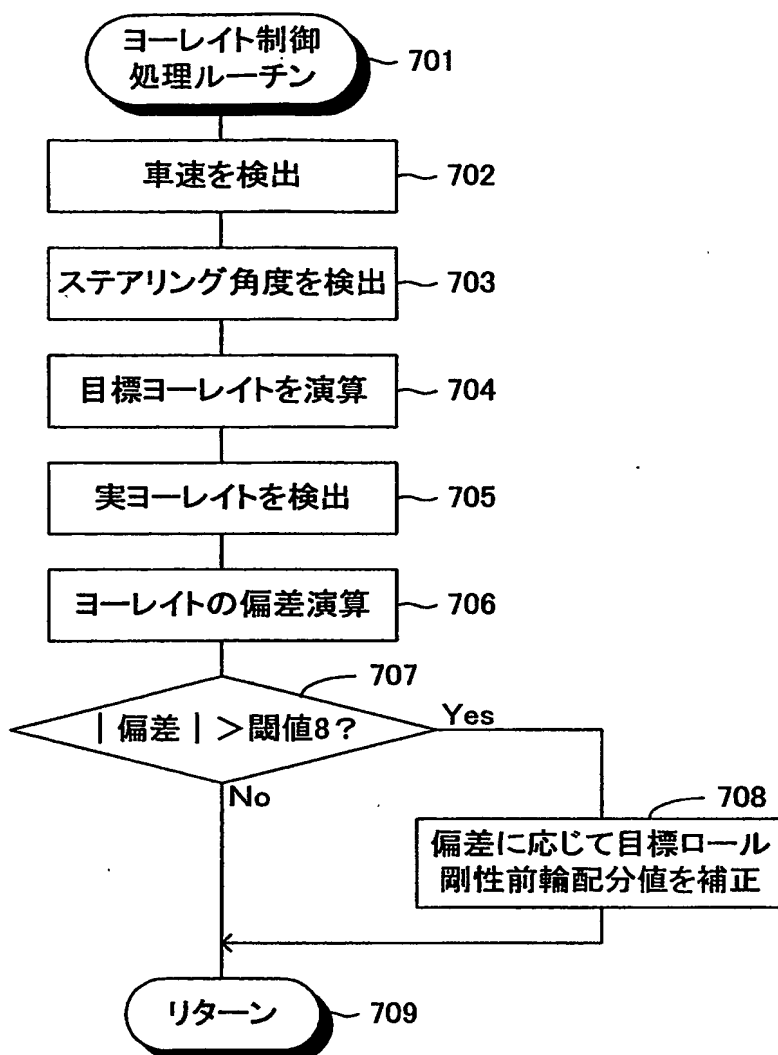 ヨーレイト制御
処理ルーチン
701
車速を検出
702
ステアリング角度を検出
703
目標ヨーレイトを演算
704
実ヨーレイトを検出
705
ヨーレイトの偏差演算
706
707
|偏差|>閾値8?
Yes
No
708
偏差に応じて目標ロール
剛性前輪配分値を補正
リターン
709